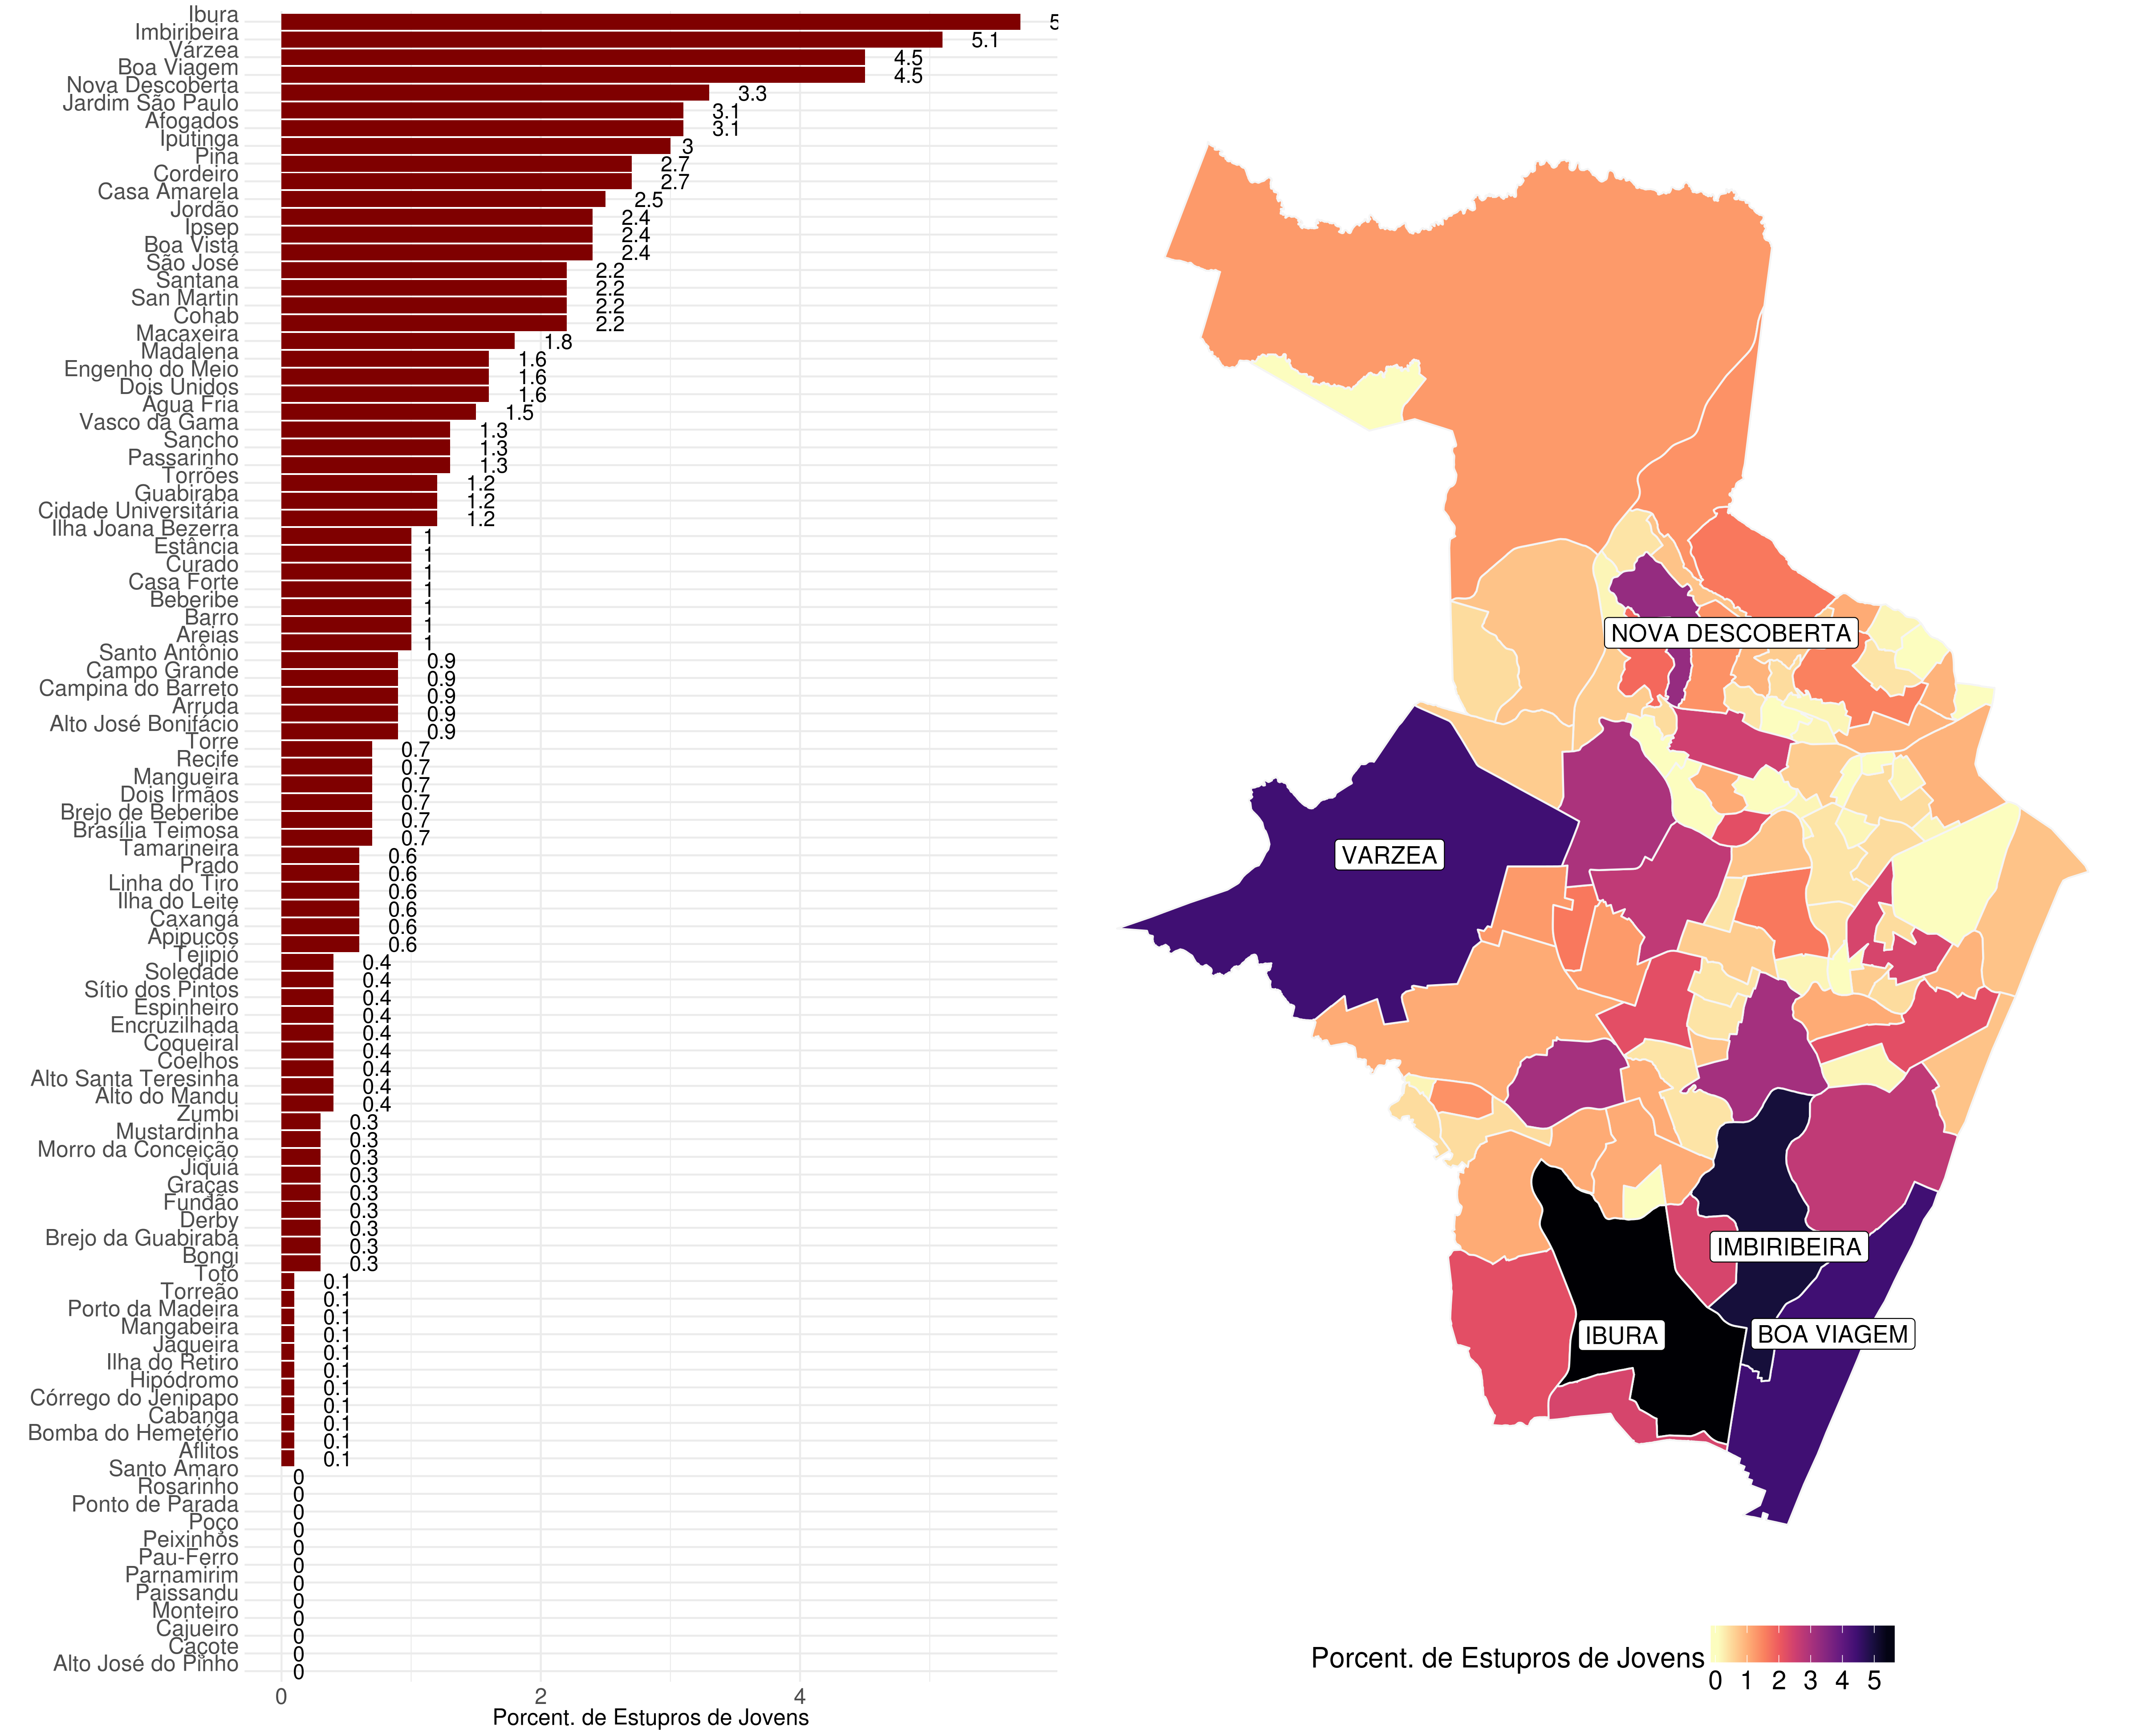 Ibura 5
Imbiribeira 5.1
Várzea 4.5
Boa Viagem 4.5
Nova Descoberta 3.3
Jardim São Paulo 3.1
Afogados 3.1
Iputinga 3
Pina 2.7
Cordeiro 2.7
Casa Amarela 2.5
Jordão 2.4
Ipsep 2.4
Boa Vista 2.4
São José 2.2
Santana 2.2
San Martin 2.2
Cohab 2.2
Macaxeira 1.8
Madalena 1.6
Engenho do Meio 1.6
Dois Unidos 1.6
Água Fria 1.5
Vasco da Gama 1.3
Sancho 1.3
Passarinho 1.3
Torrões 1.2
Guabiraba 1.2
Cidade Universitária 1.2
Ilha Joana Bezerra 1
Estância 1
Curado 1
Casa Forte 1
Beberibe 1
Barro 1
Areias 1
Santo Antônio 0.9
Campo Grande 0.9
Campina do Barreto 0.9
Arruda 0.9
Alto José Bonifácio 0.9
Torre 0.7
Recife 0.7
Mangueira 0.7
Dois Irmãos 0.7
Brejo de Beberibe 0.7
Brasília Teimosa 0.7
Tamarineira 0.6
Prado 0.6
Linha do Tiro 0.6
Ilha do Leite 0.6
Caxangá 0.6
Apipucos 0.6
Tejipió 0.4
Soledade 0.4
Sítio dos Pintos 0.4
Espinheiro 0.4
Encruzilhada 0.4
Coqueiral 0.4
Coelhos 0.4
Alto Santa Teresinha 0.4
Alto do Mandu 0.4
Zumbi 0.3
Mustardinha 0.3
Morro da Conceição 0.3
Jiquiá 0.3
Graças 0.3
Fundão 0.3
Derby 0.3
Brejo da Guabiraba 0.3
Bongi 0.3
Totó 0.1
Torreão 0.1
Porto da Madeira 0.1
Mangabeira 0.1
Jaqueira 0.1
Ilha do Retiro 0.1
Hipódromo 0.1
Córrego do Jenipapo 0.1
Cabanga 0.1
Bomba do Hemetério 0.1
Aflitos 0.1
Santo Amaro 0
Rosarinho 0
Ponto de Parada 0
Poço 0
Peixinhos 0
Pau-Ferro 0
Parnamirim 0
Paissandu 0
Monteiro 0
Cajueiro 0
Caçote 0
Alto José do Pinho 0
0 2 4
Porcent. de Estupros de Jovens
NOVA DESCOBERTA
VARZEA
IMBIRIBEIRA
IBURA
BOA VIAGEM
Porcent. de Estupros de Jovens
0 1 2 3 4 5